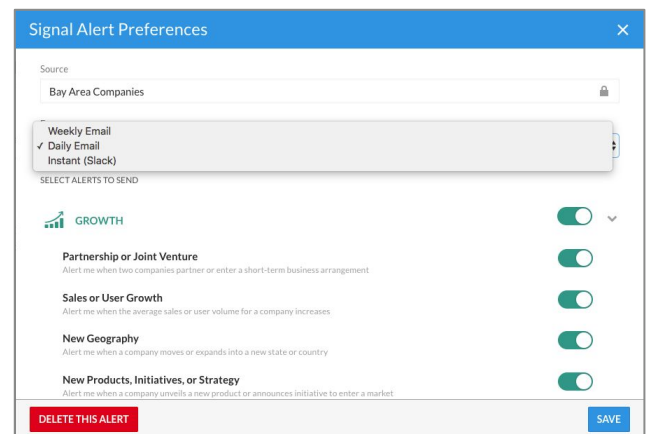 Signal Alert Preferences
Source
Bay Area Companies
Weekly Email
✓ Daily Email
Instant (Slack)
SELECT ALERTS TO SEND
GROWTH
Partnership or Joint Venture
Alert me when two companies partner or enter a short-term business arrangement
Sales or User Growth
Alert me when the average sales or user volume for a company increases
New Geography
Alert me when a company moves or expands into a new state or country
New Products, Initiatives, or Strategy
Alert me when a company unveils a new product or announces initiative to enter a market
DELETE THIS ALERT
SAVE